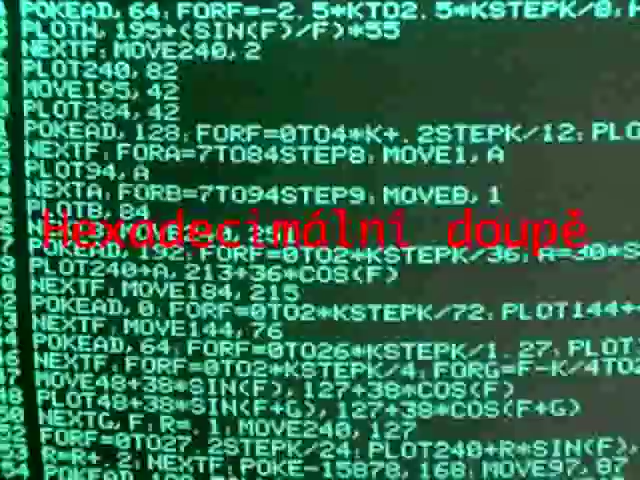 POKEAD, 64: FORF=-2.5*KTO2.5*KSTEPK/8:
PLOTH, 195+(SIN(F)/F)*55
NEXTF: MOVE240, 2
PLOT240, 82
MOVE195, 42
PLOT284, 42
POKEAD, 128: FORF=0TO4*K+.2STEPK/12: PLO
NEXTF: FORA=7TO84STEP8: MOVE1, A
PLOT94, A
NEXTA: FORB=7TO94STEP9: MOVEB, 1
PLOTB, 84
Hexadecimální doupě
POKEAD, 192: FORF=0TO2*KSTEPK/36: A=30*S
PLOT240+A, 213+36*COS(F)
NEXTF: MOVE184, 215
POKEAD, 0: FORF=0TO2*KSTEPK/72: PLOT144+
NEXTF: MOVE144, 76
POKEAD, 64: FORF=0TO26*KSTEPK/1.27: PLOT
NEXTF: FORF=0TO2*KSTEPK/4: FORG=F-K/4TO
MOVE48+38*SIN(F), 127+38*COS(F)
PLOT48+38*SIN(F+G), 127+38*COS(F+G)
NEXTG, F: R=.1: MOVE240, 127
FORF=0TO27.2STEPK/24: PLOT240+R*SIN(F),
R=R+.2: NEXTF: POKE-15878, 168: MOVE97, 87